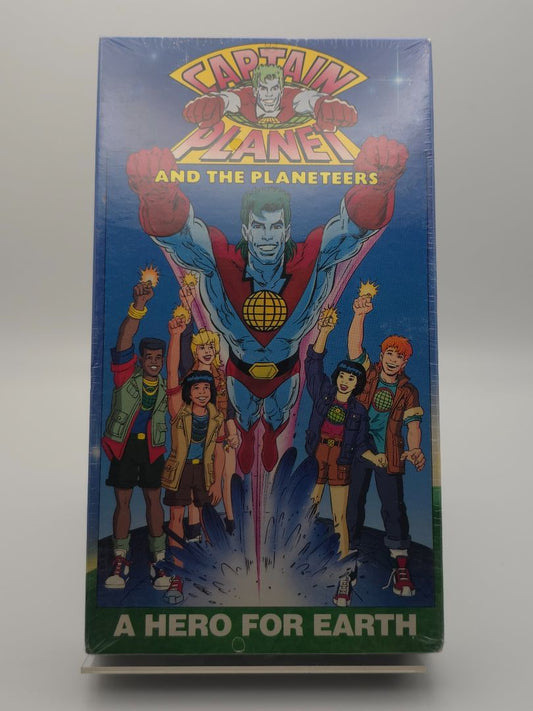 CAPTAIN
PLANET
AND THE PLANETEERS
A HERO FOR EARTH